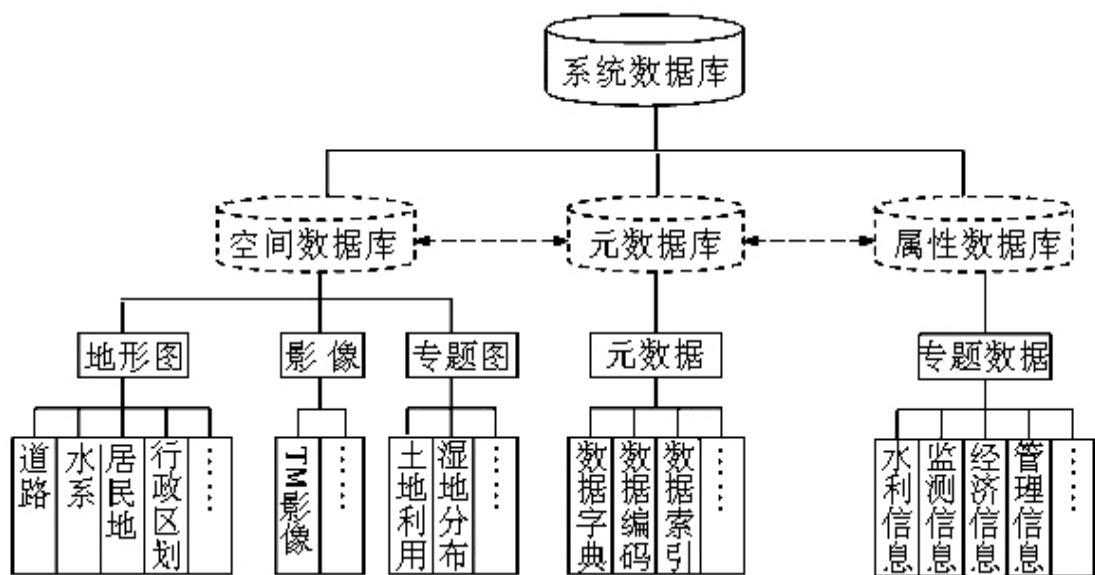 系统数据库
空间数据库
元数据库
属性数据库
地形图
影像
专题图
元数据
专题数据
道路
水系
居民地
行政区划
……
TM影像
……
土地利用
湿地分布
……
数据字典
数据编码
数据索引
……
水利信息
监测信息
经济信息
管理信息
……